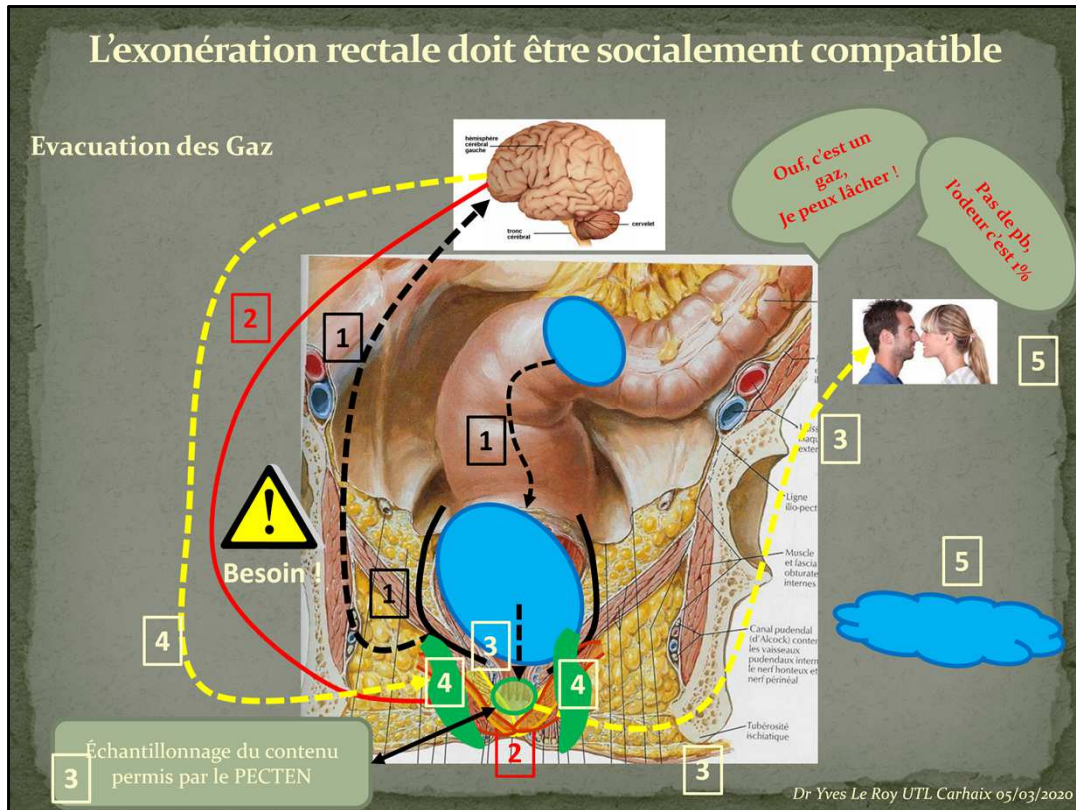 L'exonération rectale doit être socialement compatible
Evacuation des Gaz
hémisphère
cérébral
gauche
cervelet
tronc
cérébral
Ouf, c'est un
gaz,
Je peux lâcher !
Pas de pb,
l'odeur c'est 1%
2
1
1
3
5
Ligne
ilio-pect
Besoin !
Muscle
et fascia
obturate
internes
1
5
4
3
4
4
Canal pudendal
(d'Alcock) conten
les vaisseaux
pudendaux intern
le nerf honteux et
nerf périnéal
Tubérosité
ischiatique
2
3
Échantillonnage du contenu
permis par le PECTEN
3
Dr Yves Le Roy UTL Carhaix 05/03/2020